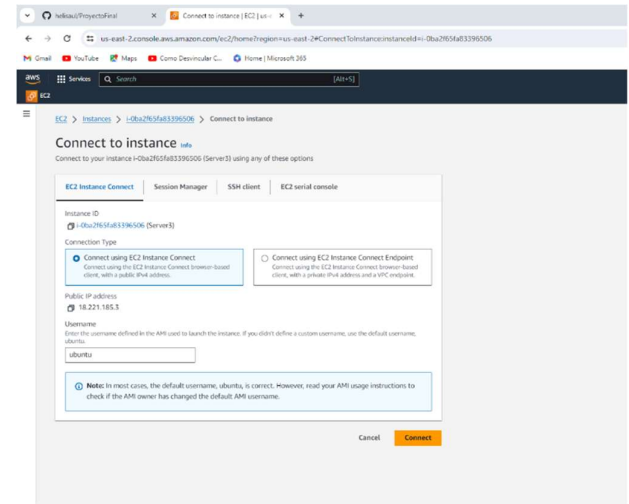 helisaul/ProyectoFinal
Connect to instance | EC2 | us-e
us-east-2.console.aws.amazon.com/ec2/home?region=us-east-2#ConnectToInstance:instanceId=i-0ba2f65fa83396506
Gmail YouTube Maps Como Desvincular C... Home | Microsoft 365
aws Services Search [Alt+S]
EC2
EC2 > Instances > i-0ba2f65fa83396506 > Connect to instance
Connect to instance Info
Connect to your instance i-0ba2f65fa83396506 (Server3) using any of these options
EC2 Instance Connect Session Manager SSH client EC2 serial console
Instance ID
i-0ba2f65fa83396506 (Server3)
Connection Type
Connect using EC2 Instance Connect
Connect using the EC2 Instance Connect browser-based
client, with a public IPv4 address.
Connect using EC2 Instance Connect Endpoint
Connect using the EC2 Instance Connect browser-based
client, with a private IPv4 address and a VPC endpoint.
Public IP address
18.221.185.3
Username
Enter the username defined in the AMI used to launch the instance. If you didn't define a custom username, use the default username,
ubuntu.
ubuntu
Note: In most cases, the default username, ubuntu, is correct. However, read your AMI usage instructions to
check if the AMI owner has changed the default AMI username.
Cancel Connect